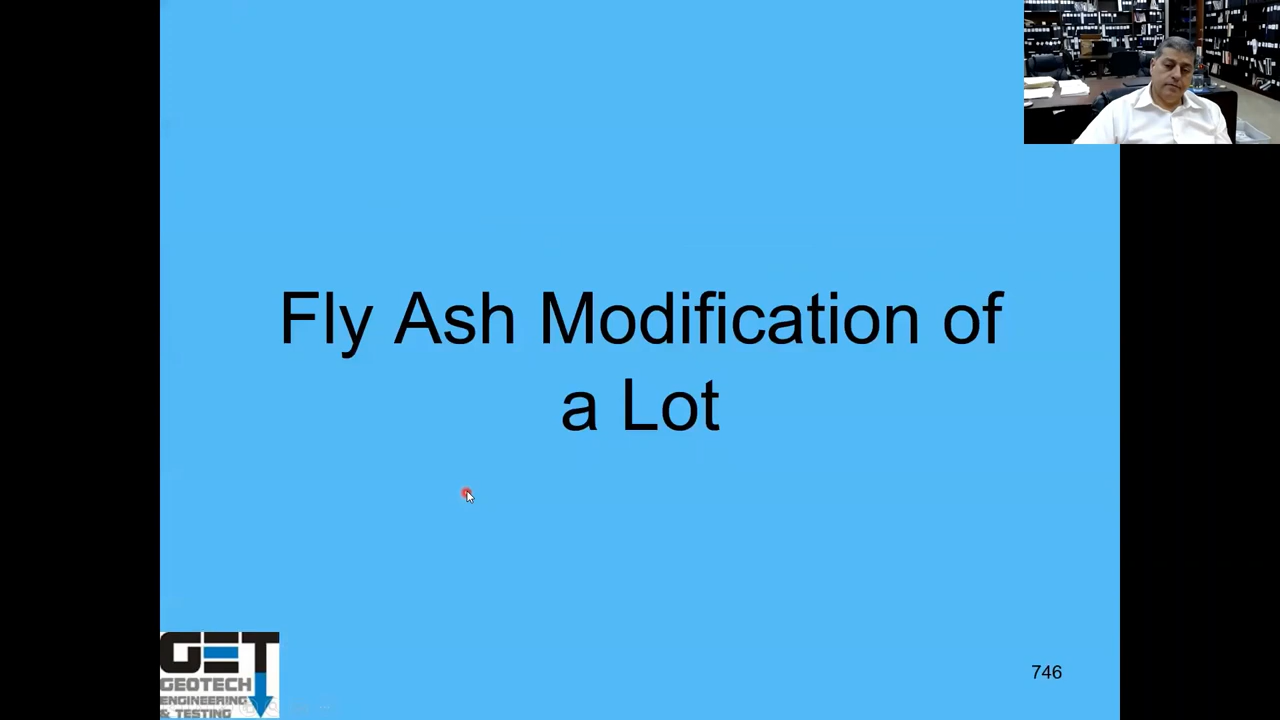 Fly Ash Modification of
a Lot
GET
GEOTECH
ENGINEERING
& TESTING
746